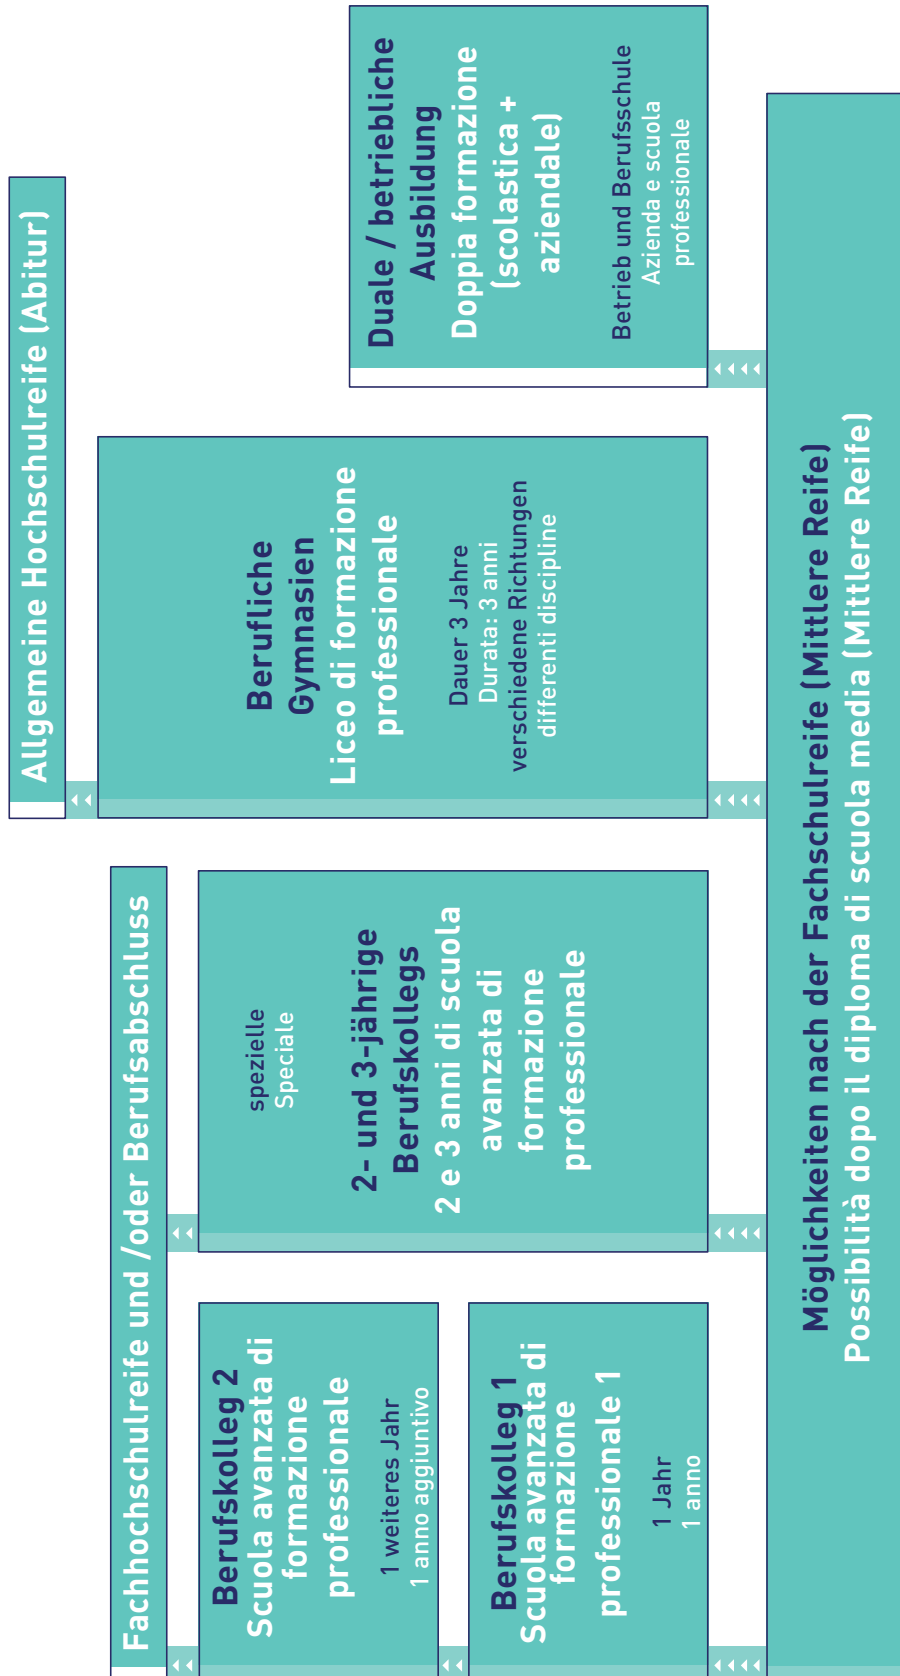 Allgemeine Hochschulreife (Abitur)
Fachhochschulreife und /oder Berufsabschluss
Berufskolleg 2
Scuola avanzata di
formazione
professionale
1 weiteres Jahr
1 anno aggiuntivo
Berufskolleg 1
Scuola avanzata di
formazione
professionale 1
1 Jahr
1 anno
spezielle
Speciale
2- und 3-jährige
Berufskollegs
2 e 3 anni di scuola
avanzata di
formazione
professionale
Berufliche
Gymnasien
Liceo di formazione
professionale
Dauer 3 Jahre
Durata: 3 anni
verschiedene Richtungen
differenti discipline
Duale / betriebliche
Ausbildung
Doppia formazione
(scolastica +
aziendale)
Betrieb und Berufsschule
Azienda e scuola
professionale
Möglichkeiten nach der Fachschulreife (Mittlere Reife)
Possibilità dopo il diploma di scuola media (Mittlere Reife)